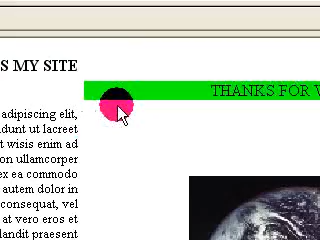 S MY SITE
THANKS FOR V
adipiscing elit,
dunt ut lacreet
t wisis enim ad
on ullamcorper
ex ea commodo
autem dolor in
consequat, vel
at vero eros et
landit praesent